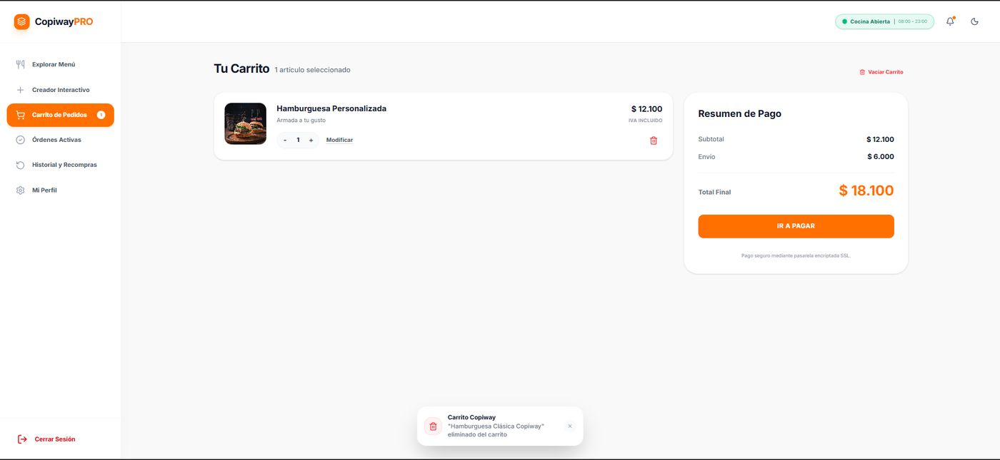 CopiwayPRO
Cocina Abierta | 08:00 - 23:00
Explorar Menú
Creador Interactivo
Carrito de Pedidos 1
Órdenes Activas
Historial y Recompras
Mi Perfil
Cerrar Sesión
Tu Carrito 1 artículo seleccionado
Vaciar Carrito
Hamburguesa Personalizada
$ 12.100
Armada a tu gusto
IVA INCLUIDO
- 1 + Modificar
Resumen de Pago
Subtotal $ 12.100
Envío $ 6.000
Total Final $ 18.100
IR A PAGAR
Pago seguro mediante pasarela encriptada SSL.
Carrito Copiway
"Hamburguesa Clásica Copiway"
eliminado del carrito